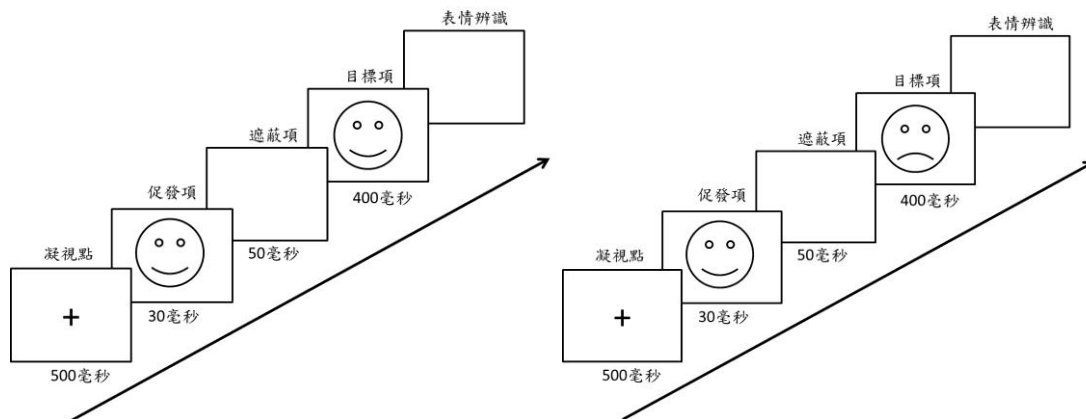 表情辨識
目標項
遮蔽項
400毫秒
促發項
50毫秒
凝視點
30毫秒
+
500毫秒
表情辨識
目標項
遮蔽項
400毫秒
促發項
50毫秒
凝視點
30毫秒
+
500毫秒